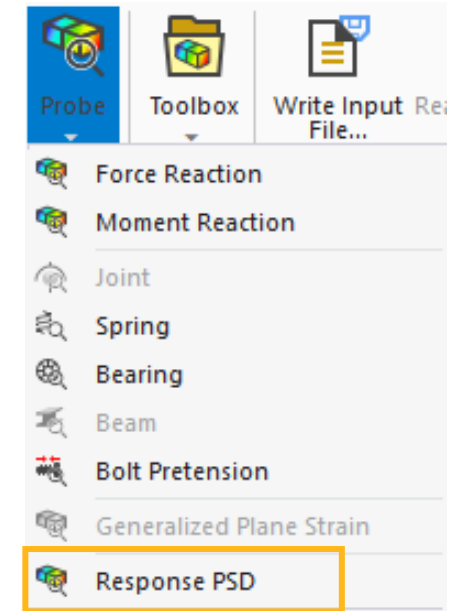 Probe Toolbox Write Input
File...
Force Reaction
Moment Reaction
Joint
Spring
Bearing
Beam
Bolt Pretension
Generalized Plane Strain
Response PSD